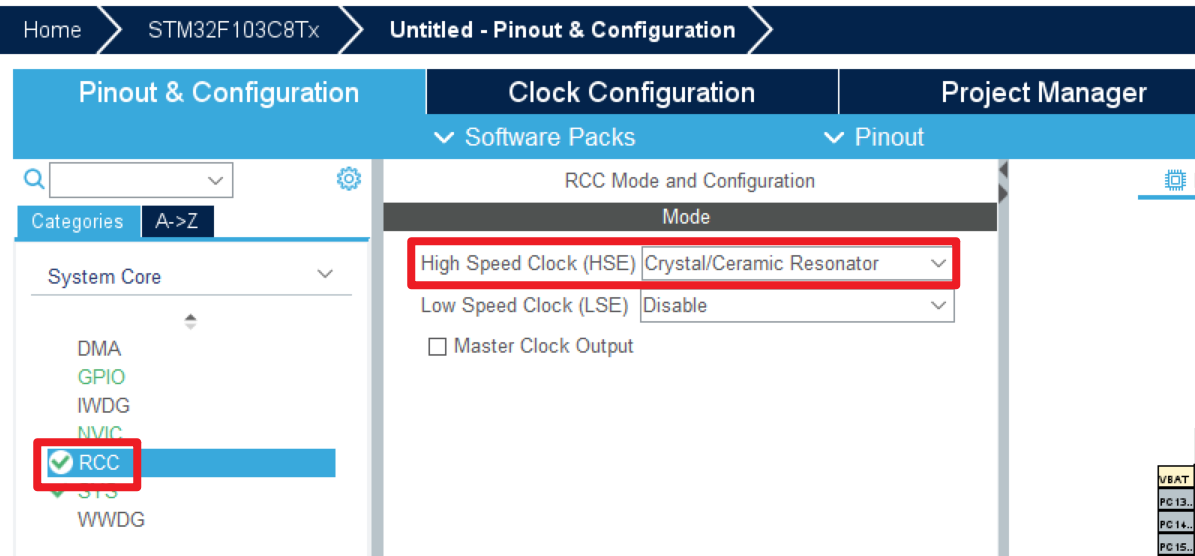 Home STM32F103C8Tx Untitled - Pinout & Configuration
Pinout & Configuration Clock Configuration Project Manager
Software Packs Pinout
RCC Mode and Configuration
Categories A->Z
Mode
High Speed Clock (HSE) Crystal/Ceramic Resonator
System Core
Low Speed Clock (LSE) Disable
Master Clock Output
DMA
GPIO
IWDG
NVIC
RCC
SYS
WWDG
VBAT
PC13..
PC14..
PC15..